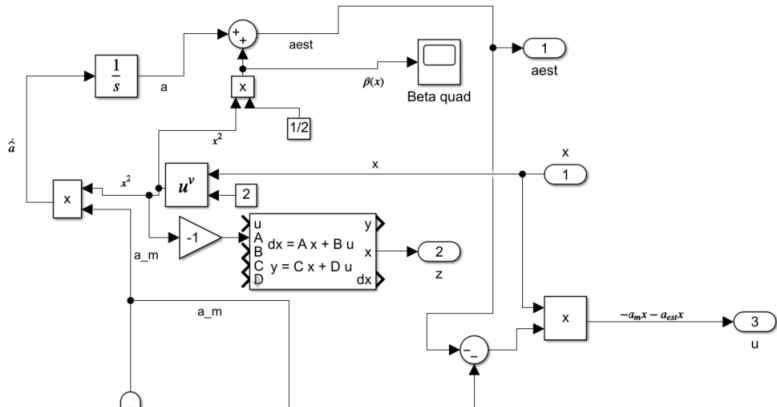 +
+
aest
1
aest
1
s
a
x
β(x)
Beta quad
1/2
x²
â̇
x
x
x²
u^v
2
1
x
-1
u
A
B
C
D
dx = A x + B u
y = C x + D u
y
x
dx
2
z
a_m
a_m
x
−a_m x − a_est x
3
u
−
−